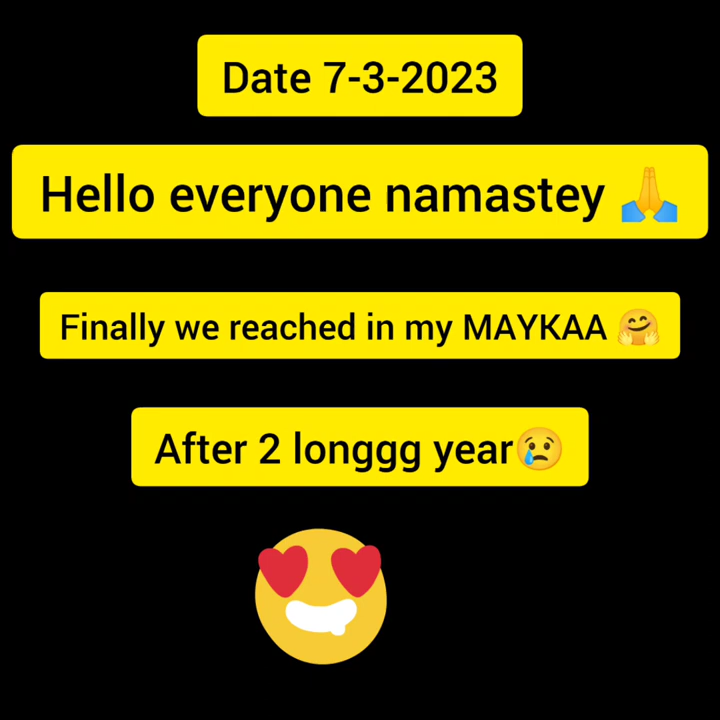 Date 7-3-2023
Hello everyone namastey 🙏
Finally we reached in my MAYKAA 🤗
After 2 longgg year😢